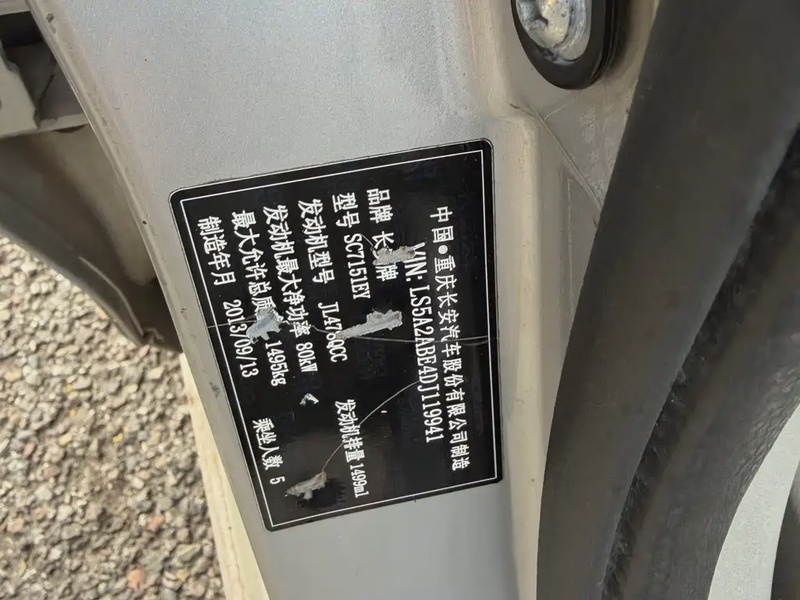 中国●重庆长安汽车股份有限公司制造
VIN: LS5A2ABE4DJ119941
品牌 长安牌
型号 SC7151EY
发动机型号 JL476QCC 发动机排量 1499ml
发动机最大净功率 80kW
最大允许总质量 1495kg
制造年月 2013/09/13 乘坐人数 5